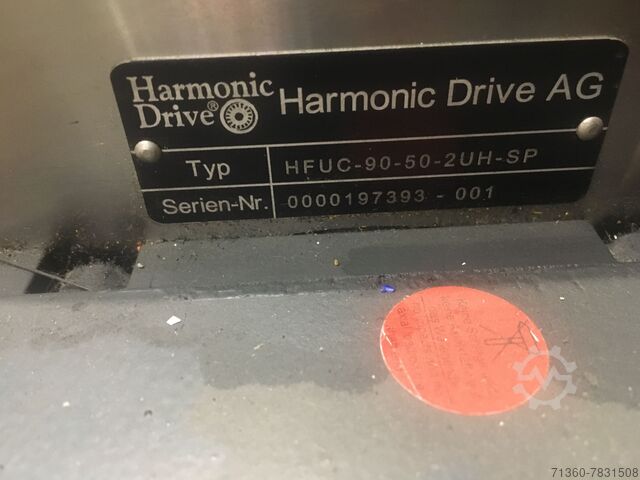 Harmonic
Drive®
Harmonic Drive AG
Typ
HFUC-90-50-2UH-SP
Serien-Nr.
0000197393 - 001
71360-7831508